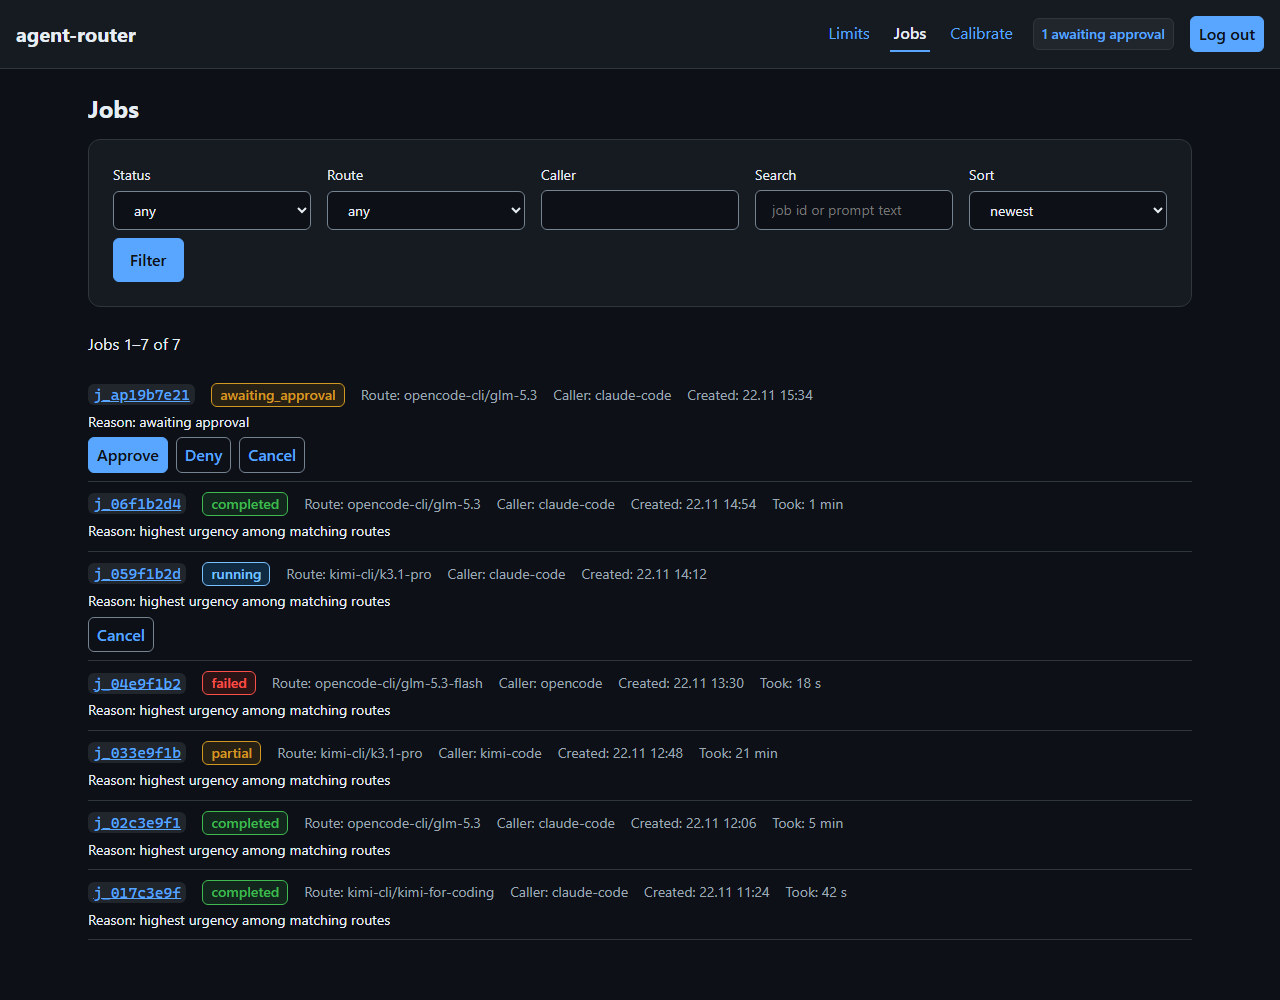 agent-router Limits Jobs Calibrate 1 awaiting approval Log out
Jobs
Status Route Caller Search Sort
any any job id or prompt text newest
Filter
Jobs 1–7 of 7
j_ap19b7e21 awaiting_approval Route: opencode-cli/glm-5.3 Caller: claude-code Created: 22.11 15:34
Reason: awaiting approval
Approve Deny Cancel
j_06f1b2d4 completed Route: opencode-cli/glm-5.3 Caller: claude-code Created: 22.11 14:54 Took: 1 min
Reason: highest urgency among matching routes
j_059f1b2d running Route: kimi-cli/k3.1-pro Caller: claude-code Created: 22.11 14:12
Reason: highest urgency among matching routes
Cancel
j_04e9f1b2 failed Route: opencode-cli/glm-5.3-flash Caller: opencode Created: 22.11 13:30 Took: 18 s
Reason: highest urgency among matching routes
j_033e9f1b partial Route: kimi-cli/k3.1-pro Caller: kimi-code Created: 22.11 12:48 Took: 21 min
Reason: highest urgency among matching routes
j_02c3e9f1 completed Route: opencode-cli/glm-5.3 Caller: claude-code Created: 22.11 12:06 Took: 5 min
Reason: highest urgency among matching routes
j_017c3e9f completed Route: kimi-cli/kimi-for-coding Caller: claude-code Created: 22.11 11:24 Took: 42 s
Reason: highest urgency among matching routes